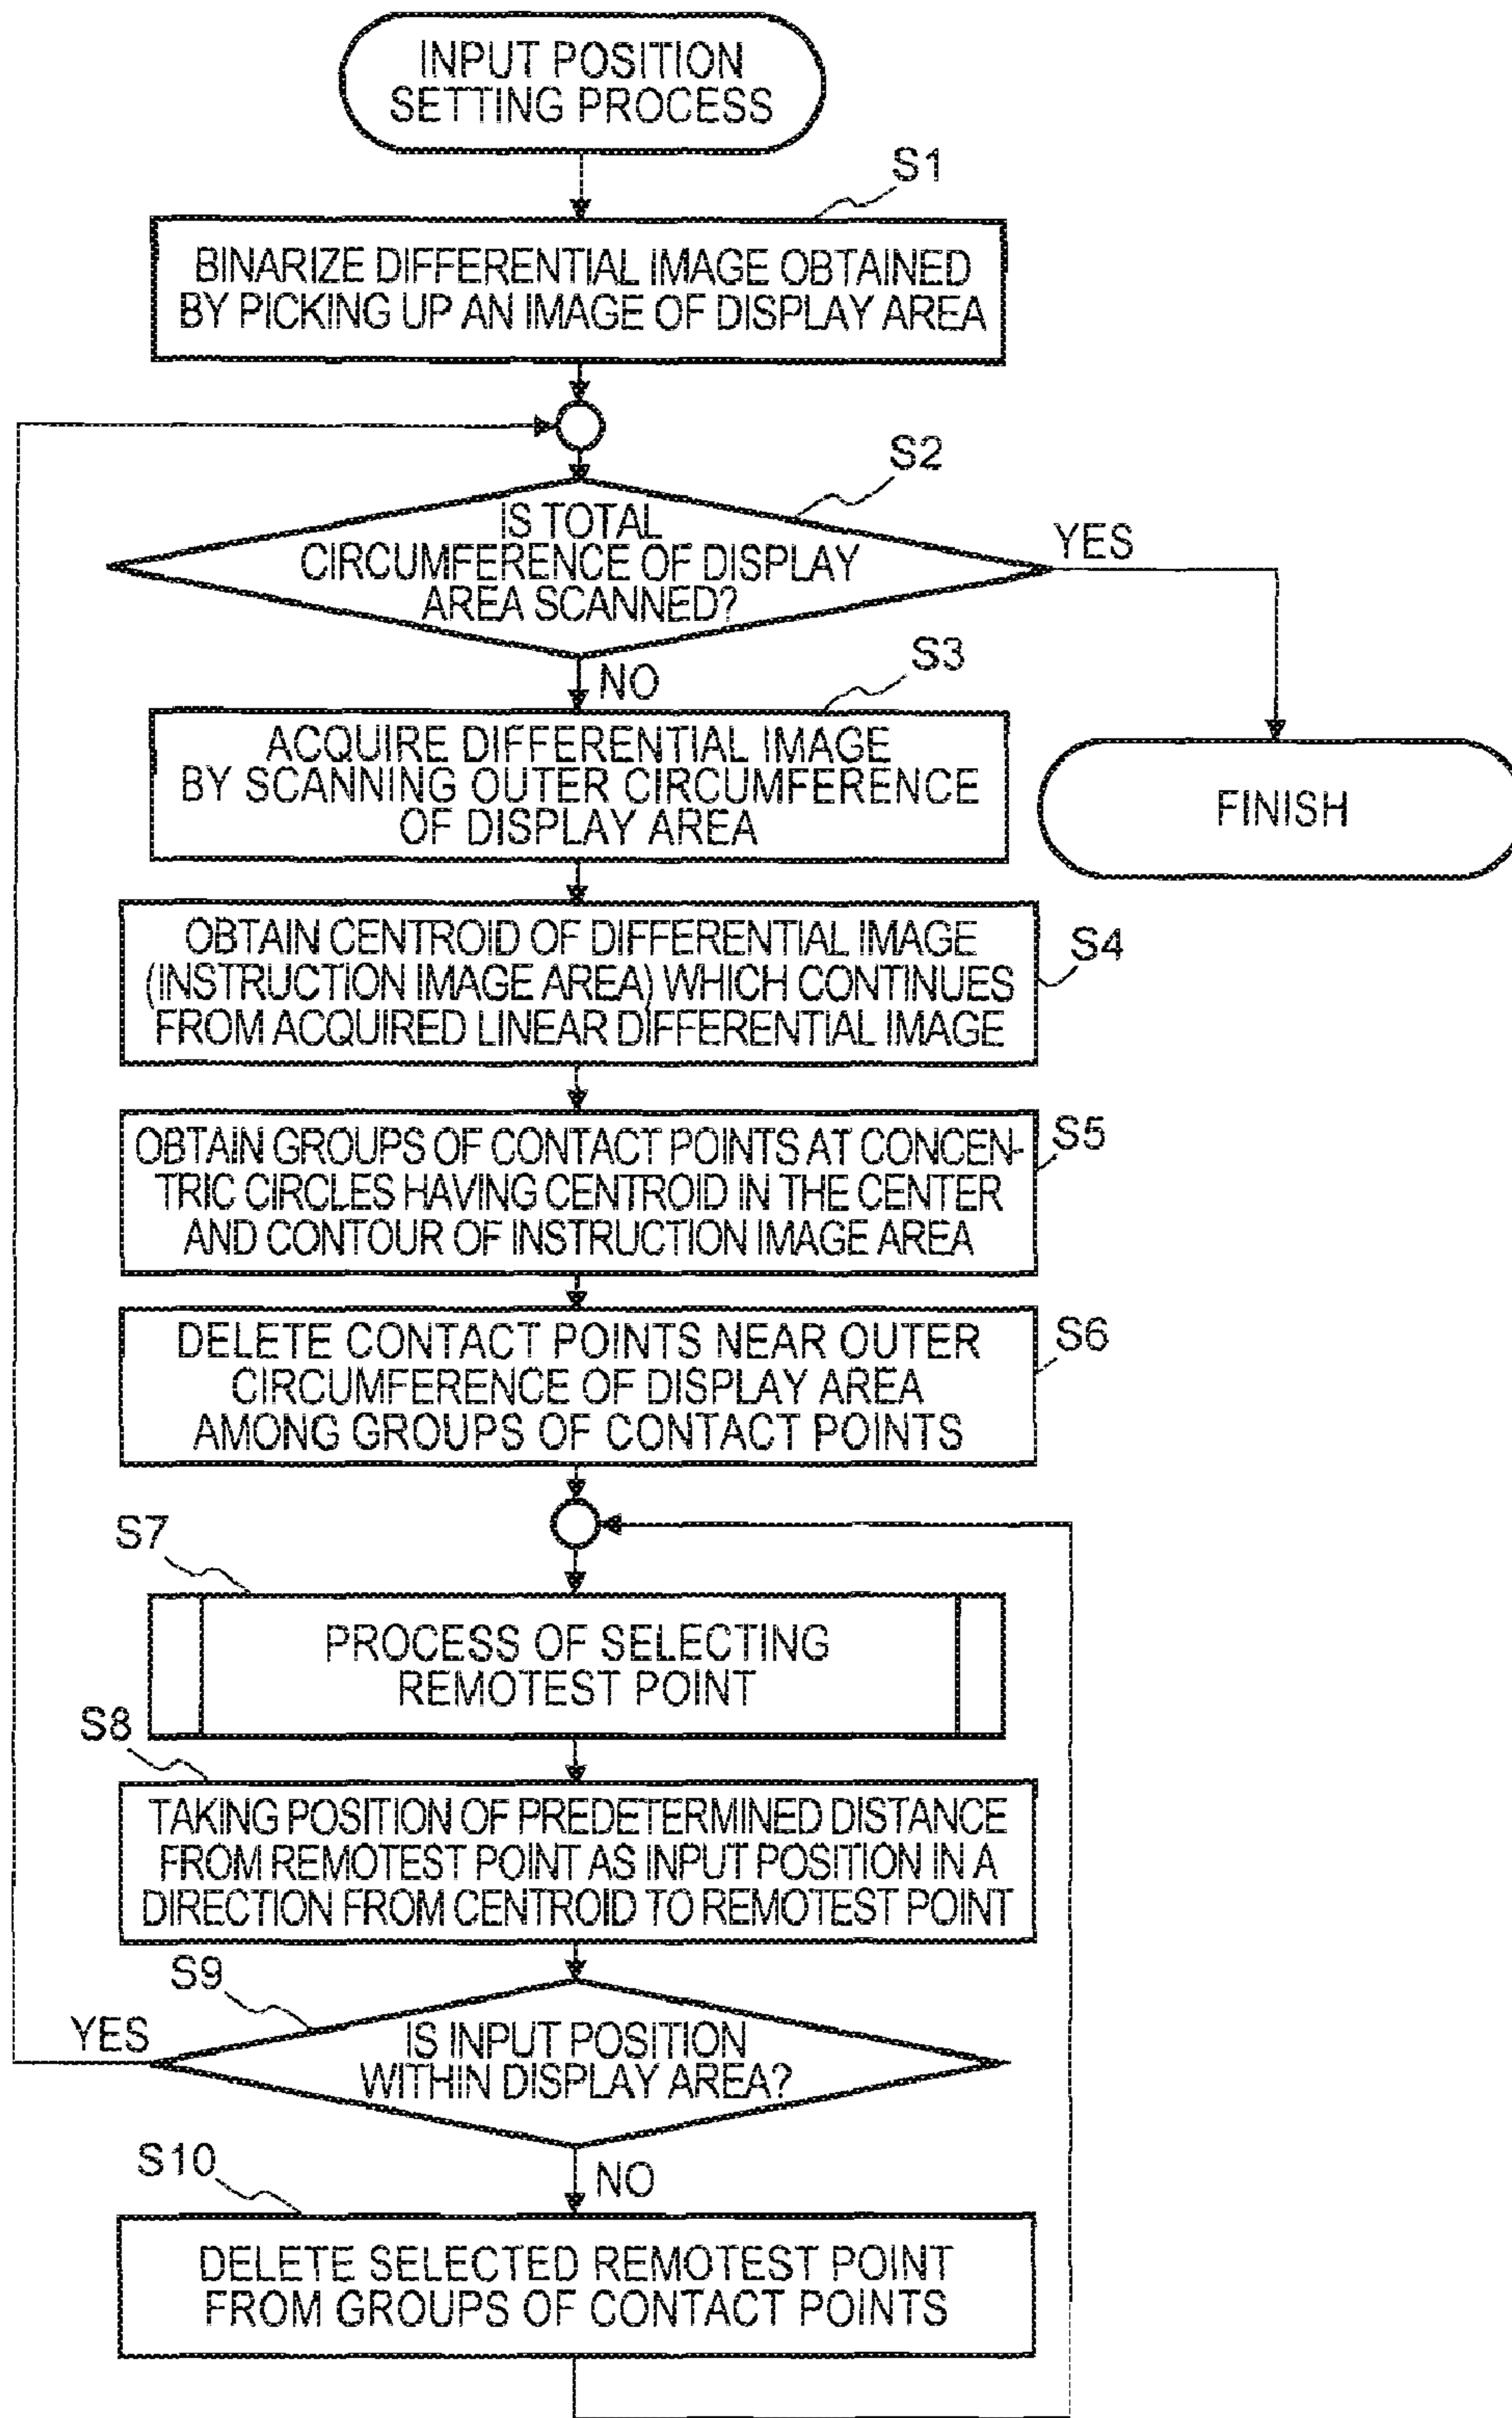 INPUT POSITION
SETTING PROCESS
S1
BINARIZE DIFFERENTIAL IMAGE OBTAINED
BY PICKING UP AN IMAGE OF DISPLAY AREA
S2
IS TOTAL
CIRCUMFERENCE OF DISPLAY
AREA SCANNED?
YES
NO
S3
ACQUIRE DIFFERENTIAL IMAGE
BY SCANNING OUTER CIRCUMFERENCE
OF DISPLAY AREA
FINISH
OBTAIN CENTROID OF DIFFERENTIAL IMAGE
(INSTRUCTION IMAGE AREA) WHICH CONTINUES
FROM ACQUIRED LINEAR DIFFERENTIAL IMAGE
S4
OBTAIN GROUPS OF CONTACT POINTS AT CONCEN-
TRIC CIRCLES HAVING CENTROID IN THE CENTER
AND CONTOUR OF INSTRUCTION IMAGE AREA
S5
DELETE CONTACT POINTS NEAR OUTER
CIRCUMFERENCE OF DISPLAY AREA
AMONG GROUPS OF CONTACT POINTS
S6
S7
PROCESS OF SELECTING
REMOTEST POINT
S8
TAKING POSITION OF PREDETERMINED DISTANCE
FROM REMOTEST POINT AS INPUT POSITION IN A
DIRECTION FROM CENTROID TO REMOTEST POINT
S9
YES
IS INPUT POSITION
WITHIN DISPLAY AREA?
NO
S10
DELETE SELECTED REMOTEST POINT
FROM GROUPS OF CONTACT POINTS